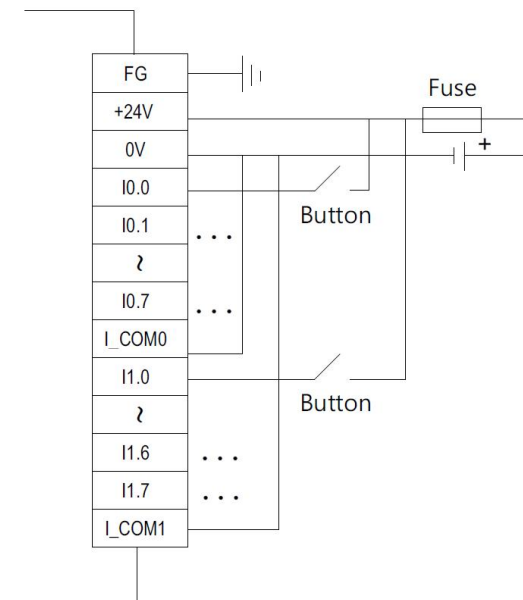 FG
+24V
Fuse
0V
+
I0.0
Button
I0.1
...
~
I0.7
...
I_COM0
I1.0
Button
~
I1.6
...
I1.7
...
I_COM1